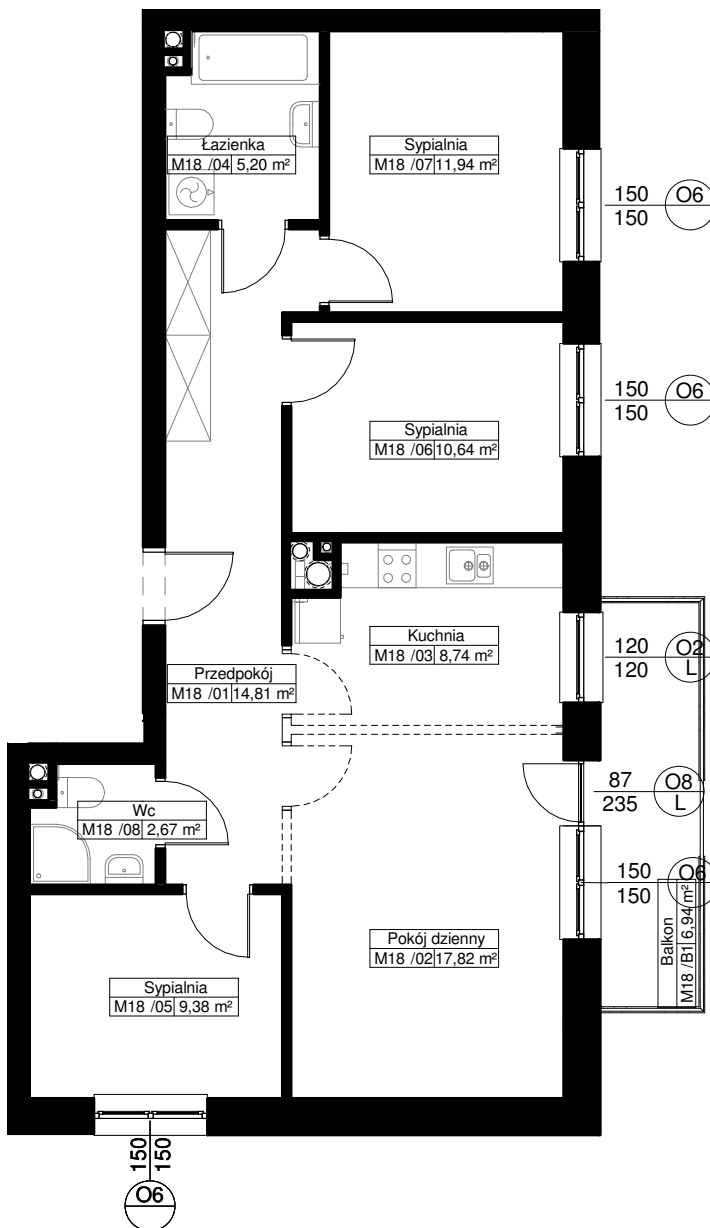 Łazienka
M18 /04 5,20 m²
Sypialnia
M18 /07 11,94 m²
150
150
O6
Sypialnia
M18 /06 10,64 m²
150
150
O6
Kuchnia
M18 /03 8,74 m²
120
120
O2
L
Przedpokój
M18 /01 14,81 m²
87
235
O8
L
Wc
M18 /08 2,67 m²
150
150
O6
Balkon
M18 /B1 6,94 m²
Pokój dzienny
M18 /02 17,82 m²
Sypialnia
M18 /05 9,38 m²
150
150
O6